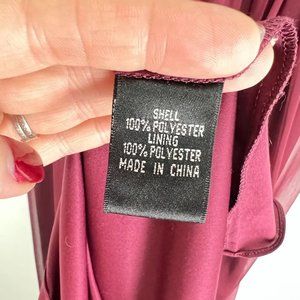 SHELL
100% POLYESTER
LINING
100% POLYESTER
MADE IN CHINA